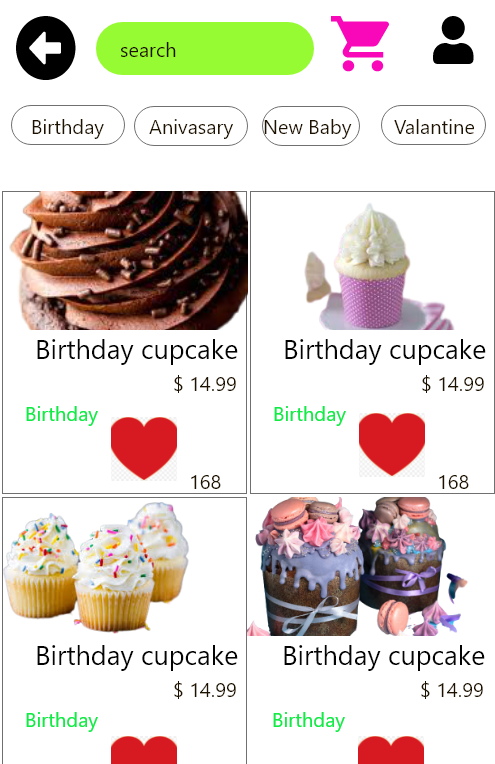 search
Birthday
Anivasary
New Baby
Valantine
Birthday cupcake
$ 14.99
Birthday
168
Birthday cupcake
$ 14.99
Birthday
168
Birthday cupcake
$ 14.99
Birthday
Birthday cupcake
$ 14.99
Birthday